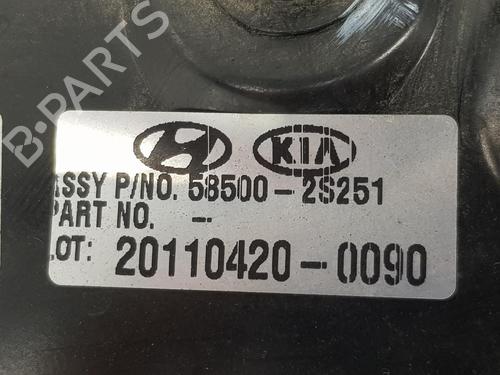 B-PARTS
KIA
ASSY P/NO. 58500-2S251
PART NO. -
LOT: 20110420-0090